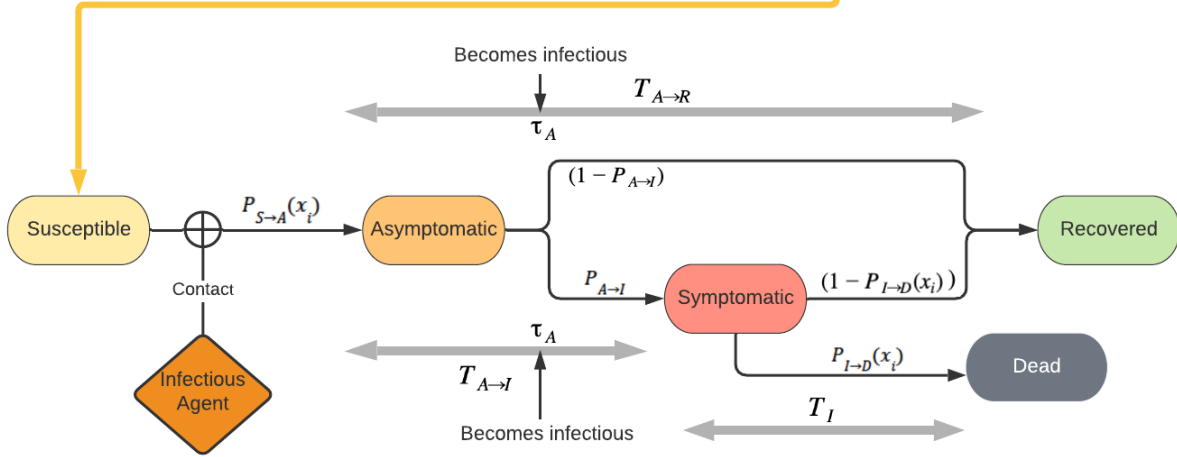 Becomes infectious
T_{A→R}
τ_A
(1 - P_{A→I})
Susceptible
P_{S→A}(x_i)
Asymptomatic
Recovered
Contact
P_{A→I}
Symptomatic
(1 - P_{I→D}(x_i) )
τ_A
Infectious
Agent
T_{A→I}
P_{I→D}(x_i)
Dead
T_I
Becomes infectious